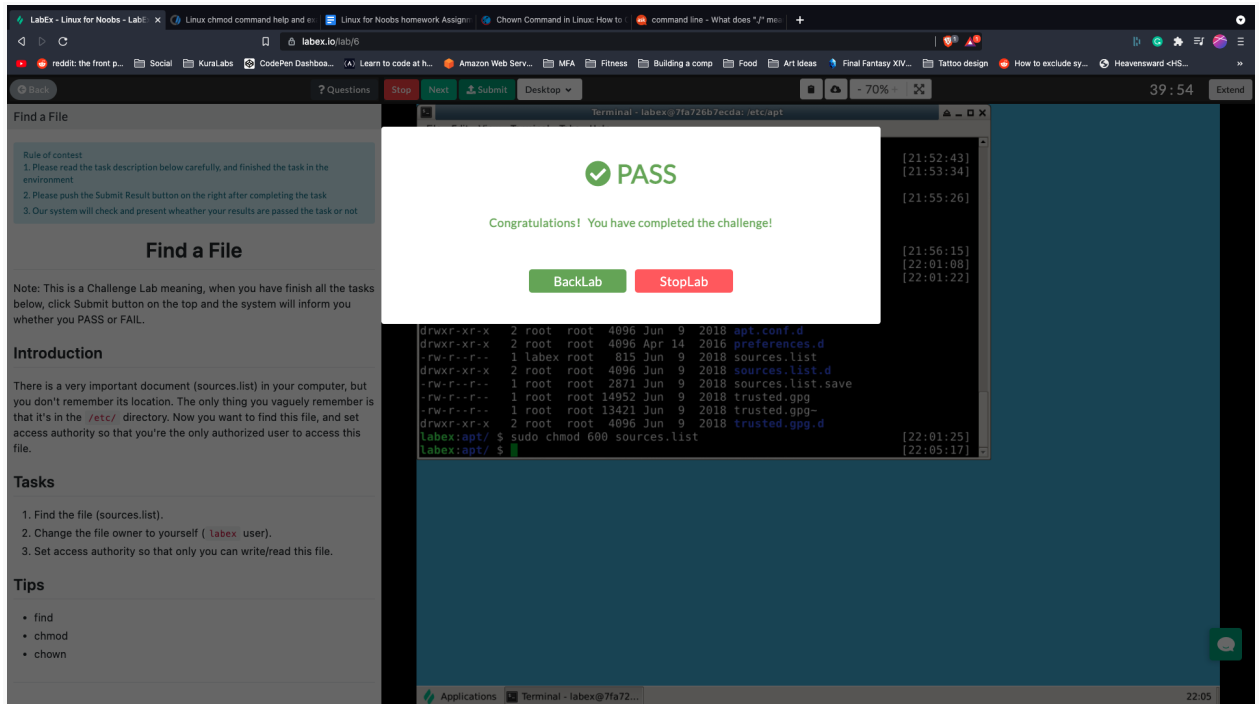 LabEx - Linux for Noobs - LabE
Linux chmod command help and ex
Linux for Noobs homework Assignm
Chown Command in Linux: How to
command line - What does "./" mea
labex.io/lab/6
reddit: the front p...
Social
KuraLabs
CodePen Dashboa...
Learn to code at h...
Amazon Web Serv...
MFA
Fitness
Building a comp
Food
Art Ideas
Final Fantasy XIV...
Tattoo design
How to exclude sy...
Heavensward <HS...
»
Back
? Questions
Stop
Next
Submit
Desktop
- 70% +
39 : 54
Extend
Find a File
Rule of contest
1. Please read the task description below carefully, and finished the task in the
environment
2. Please push the Submit Result button on the right after completing the task
3. Our system will check and present wheather your results are passed the task or not
Find a File
Note: This is a Challenge Lab meaning, when you have finish all the tasks
below, click Submit button on the top and the system will inform you
whether you PASS or FAIL.
Introduction
There is a very important document (sources.list) in your computer, but
you don't remember its location. The only thing you vaguely remember is
that it's in the /etc/ directory. Now you want to find this file, and set
access authority so that you're the only authorized user to access this
file.
Tasks
1. Find the file (sources.list).
2. Change the file owner to yourself ( labex user).
3. Set access authority so that only you can write/read this file.
Tips
• find
• chmod
• chown
Terminal - labex@7fa726b7ecda: /etc/apt
[21:52:43]
[21:53:34]
[21:55:26]
[21:56:15]
[22:01:08]
[22:01:22]
PASS
Congratulations! You have completed the challenge!
BackLab
StopLab
drwxr-xr-x 2 root root 4096 Jun 9 2018 apt.conf.d
drwxr-xr-x 2 root root 4096 Apr 14 2016 preferences.d
-rw-r--r-- 1 labex root 815 Jun 9 2018 sources.list
drwxr-xr-x 2 root root 4096 Jun 9 2018 sources.list.d
-rw-r--r-- 1 root root 2871 Jun 9 2018 sources.list.save
-rw-r--r-- 1 root root 14952 Jun 9 2018 trusted.gpg
-rw-r--r-- 1 root root 13421 Jun 9 2018 trusted.gpg~
drwxr-xr-x 2 root root 4096 Jun 9 2018 trusted.gpg.d
labex:apt/ $ sudo chmod 600 sources.list [22:01:25]
labex:apt/ $ [22:05:17]
Applications
Terminal - labex@7fa72...
22:05